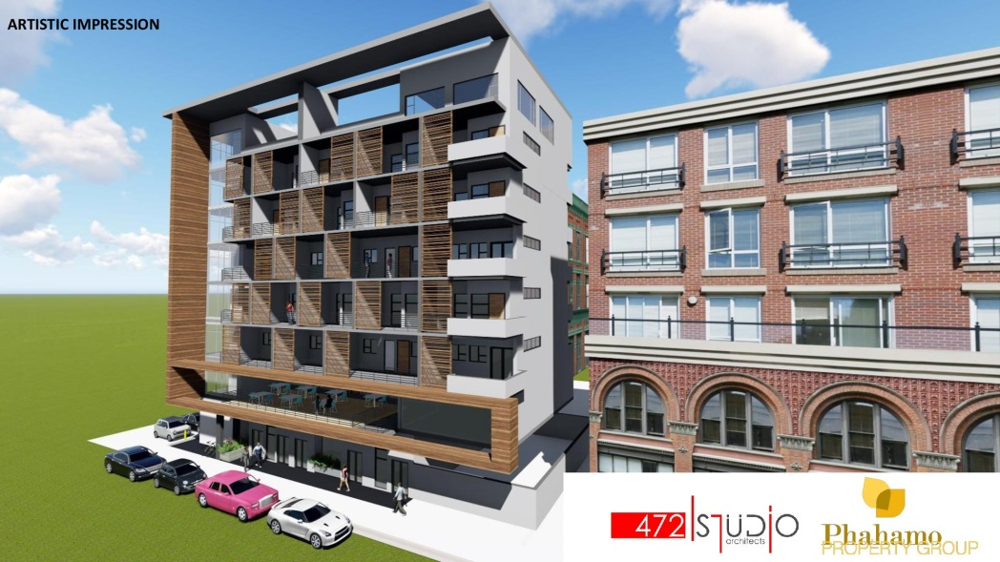 ARTISTIC IMPRESSION
472 STUDIO
architects
Phahamo
PROPERTY GROUP